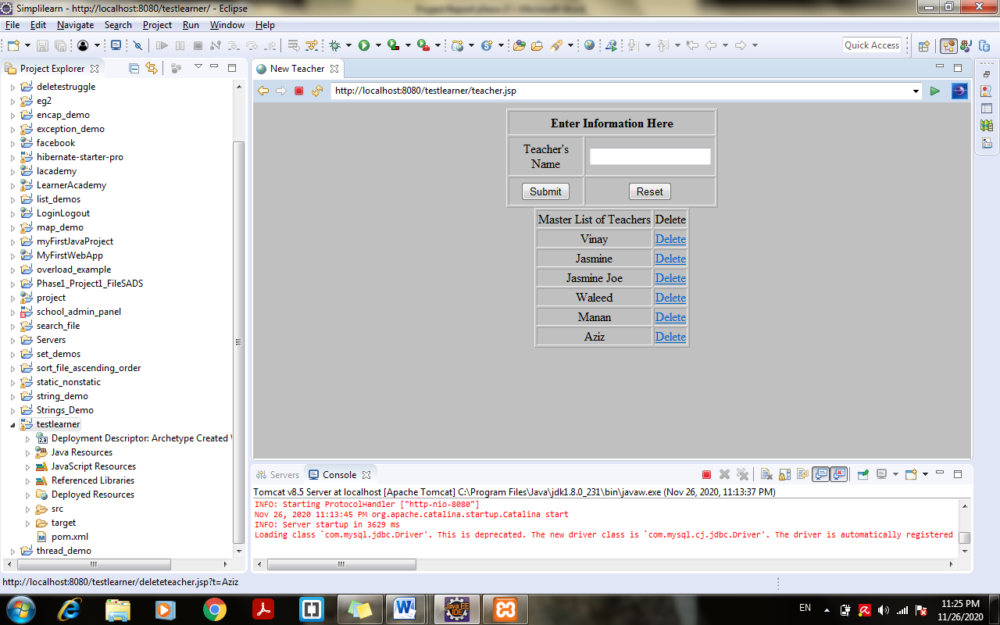 Simplilearn - http://localhost:8080/testlearner/ - Eclipse
File Edit Navigate Search Project Run Window Help
Quick Access
Project Explorer
deletestruggle
eg2
encap_demo
exception_demo
facebook
hibernate-starter-pro
lacademy
LearnerAcademy
list_demos
LoginLogout
map_demo
myFirstJavaProject
MyFirstWebApp
overload_example
Phase1_Project1_FileSADS
project
school_admin_panel
search_file
Servers
set_demos
sort_file_ascending_order
static_nonstatic
string_demo
Strings_Demo
testlearner
Deployment Descriptor: Archetype Created
Java Resources
JavaScript Resources
Referenced Libraries
Deployed Resources
src
target
pom.xml
thread_demo
New Teacher
http://localhost:8080/testlearner/teacher.jsp
Enter Information Here
Teacher's
Name
Submit Reset
Master List of Teachers Delete
Vinay Delete
Jasmine Delete
Jasmine Joe Delete
Waleed Delete
Manan Delete
Aziz Delete
Servers Console
Tomcat v8.5 Server at localhost [Apache Tomcat] C:\Program Files\Java\jdk1.8.0_231\bin\javaw.exe (Nov 26, 2020, 11:13:37 PM)
INFO: Starting ProtocolHandler ["http-nio-8080"]
Nov 26, 2020 11:13:45 PM org.apache.catalina.startup.Catalina start
INFO: Server startup in 3629 ms
Loading class `com.mysql.jdbc.Driver'. This is deprecated. The new driver class is `com.mysql.cj.jdbc.Driver'. The driver is automatically registered
http://localhost:8080/testlearner/deleteteacher.jsp?t=Aziz
EN
11:25 PM
11/26/2020